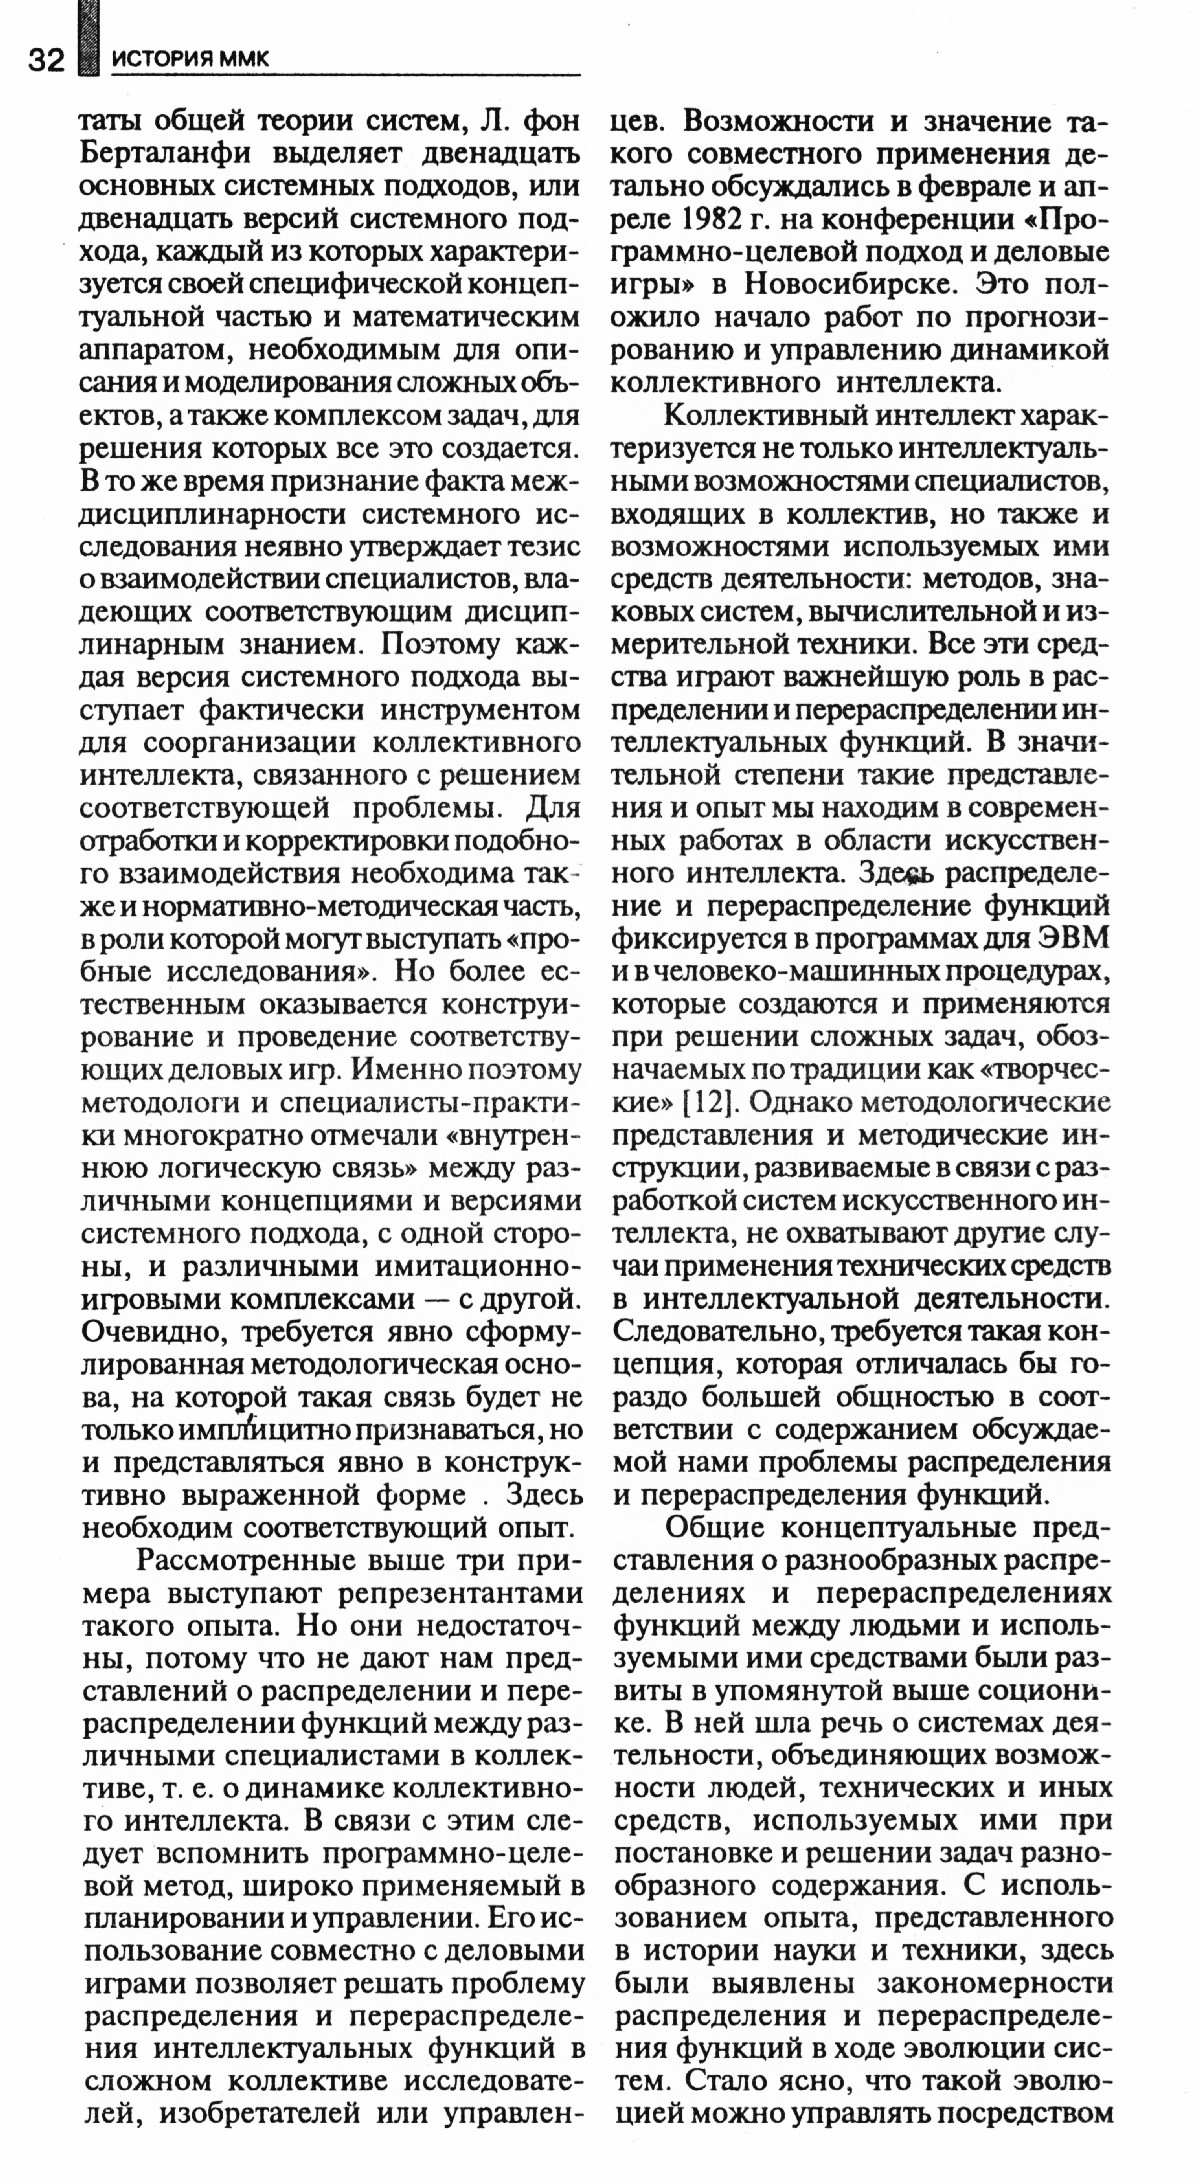 32
ИСТОРИЯ ММК
таты общей теории систем, Л. фон
Берталанфи выделяет двенадцать
основных системных подходов, или
двенадцать версий системного под-
хода, каждый из которых характери-
зуется своей специфической концеп-
туальной частью и математическим
аппаратом, необходимым для опи-
сания и моделирования сложных объ-
ектов, а также комплексом задач, для
решения которых все это создается.
В то же время признание факта меж-
дисциплинарности системного ис-
следования неявно утверждает тезис
о взаимодействии специалистов, вла-
деющих соответствующим дисцип-
линарным знанием. Поэтому каж-
дая версия системного подхода вы-
ступает фактически инструментом
для соорганизации коллективного
интеллекта, связанного с решением
соответствующей проблемы. Для
отработки и корректировки подобно-
го взаимодействия необходима так-
же и нормативно-методическая часть,
в роли которой могут выступать «про-
бные исследования». Но более ес-
тественным оказывается конструи-
рование и проведение соответству-
ющих деловых игр. Именно поэтому
методологи и специалисты-практи-
ки многократно отмечали «внутрен-
нюю логическую связь» между раз-
личными концепциями и версиями
системного подхода, с одной сторо-
ны, и различными имитационно-
игровыми комплексами — с другой.
Очевидно, требуется явно сформу-
лированная методологическая осно-
ва, на которой такая связь будет не
только имплицитно признаваться, но
и представляться явно в конструк-
тивно выраженной форме . Здесь
необходим соответствующий опыт.
Рассмотренные выше три при-
мера выступают репрезентантами
такого опыта. Но они недостаточ-
ны, потому что не дают нам пред-
ставлений о распределении и пере-
распределении функций между раз-
личными специалистами в коллек-
тиве, т. е. о динамике коллективно-
го интеллекта. В связи с этим сле-
дует вспомнить программно-целе-
вой метод, широко применяемый в
планировании и управлении. Его ис-
пользование совместно с деловыми
играми позволяет решать проблему
распределения и перераспределе-
ния интеллектуальных функций в
сложном коллективе исследовате-
лей, изобретателей или управлен-
цев. Возможности и значение та-
кого совместного применения де-
тально обсуждались в феврале и ап-
реле 1982 г. на конференции «Про-
граммно-целевой подход и деловые
игры» в Новосибирске. Это пол-
ожило начало работ по прогнози-
рованию и управлению динамикой
коллективного интеллекта.
Коллективный интеллект харак-
теризуется не только интеллектуаль-
ными возможностями специалистов,
входящих в коллектив, но также и
возможностями используемых ими
средств деятельности: методов, зна-
ковых систем, вычислительной и из-
мерительной техники. Все эти сред-
ства играют важнейшую роль в рас-
пределении и перераспределении ин-
теллектуальных функций. В значи-
тельной степени такие представле-
ния и опыт мы находим в современ-
ных работах в области искусствен-
ного интеллекта. Здесь распределе-
ние и перераспределение функций
фиксируется в программах для ЭВМ
и в человеко-машинных процедурах,
которые создаются и применяются
при решении сложных задач, обоз-
начаемых по традиции как «творчес-
кие» [12]. Однако методологические
представления и методические ин-
струкции, развиваемые в связи с раз-
работкой систем искусственного ин-
теллекта, не охватывают другие слу-
чаи применения технических средств
в интеллектуальной деятельности.
Следовательно, требуется такая кон-
цепция, которая отличалась бы го-
раздо большей общностью в соот-
ветствии с содержанием обсуждае-
мой нами проблемы распределения
и перераспределения функций.
Общие концептуальные пред-
ставления о разнообразных распре-
делениях и перераспределениях
функций между людьми и исполь-
зуемыми ими средствами были раз-
виты в упомянутой выше социони-
ке. В ней шла речь о системах дея-
тельности, объединяющих возмож-
ности людей, технических и иных
средств, используемых ими при
постановке и решении задач разно-
образного содержания. С исполь-
зованием опыта, представленного
в истории науки и техники, здесь
были выявлены закономерности
распределения и перераспределе-
ния функций в ходе эволюции сис-
тем. Стало ясно, что такой эволю-
цией можно управлять посредством